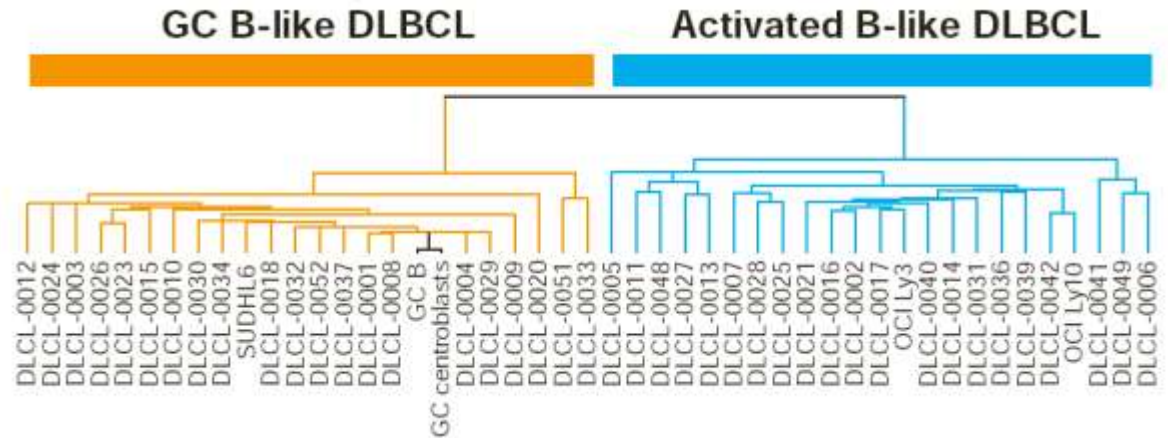 GC B-like DLBCL
Activated B-like DLBCL
DLCL-0012
DLCL-0024
DLCL-0003
DLCL-0026
DLCL-0023
DLCL-0015
DLCL-0010
DLCL-0030
DLCL-0034
SUDHL6
DLCL-0018
DLCL-0032
DLCL-0052
DLCL-0037
DLCL-0001
DLCL-0008
GC B
GC centroblasts
DLCL-0004
DLCL-0029
DLCL-0009
DLCL-0020
DLCL-0051
DLCL-0033
DLCL-0005
DLCL-0011
DLCL-0048
DLCL-0027
DLCL-0013
DLCL-0007
DLCL-0028
DLCL-0025
DLCL-0021
DLCL-0016
DLCL-0002
DLCL-0017
OCI Ly3
DLCL-0040
DLCL-0014
DLCL-0031
DLCL-0036
DLCL-0039
DLCL-0042
OCI Ly10
DLCL-0041
DLCL-0049
DLCL-0006